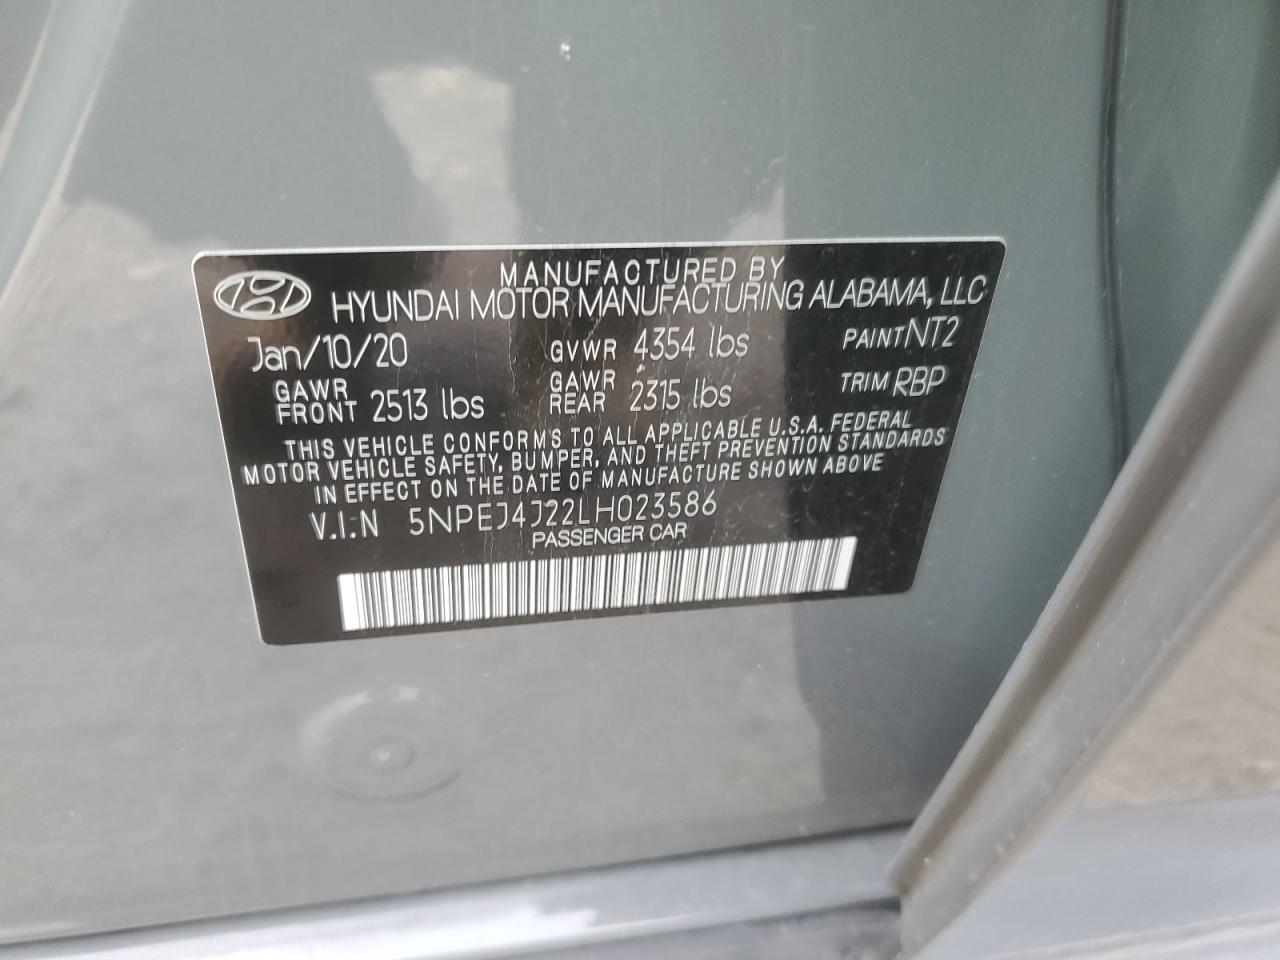 MANUFACTURED BY
HYUNDAI MOTOR MANUFACTURING ALABAMA, LLC
Jan/10/20 GVWR 4354 lbs PAINT NT2
GAWR FRONT 2513 lbs GAWR REAR 2315 lbs TRIM RBP
THIS VEHICLE CONFORMS TO ALL APPLICABLE U.S.A. FEDERAL
MOTOR VEHICLE SAFETY, BUMPER, AND THEFT PREVENTION STANDARDS
IN EFFECT ON THE DATE OF MANUFACTURE SHOWN ABOVE
V.I.N 5NPEJ4J22LH023586
PASSENGER CAR